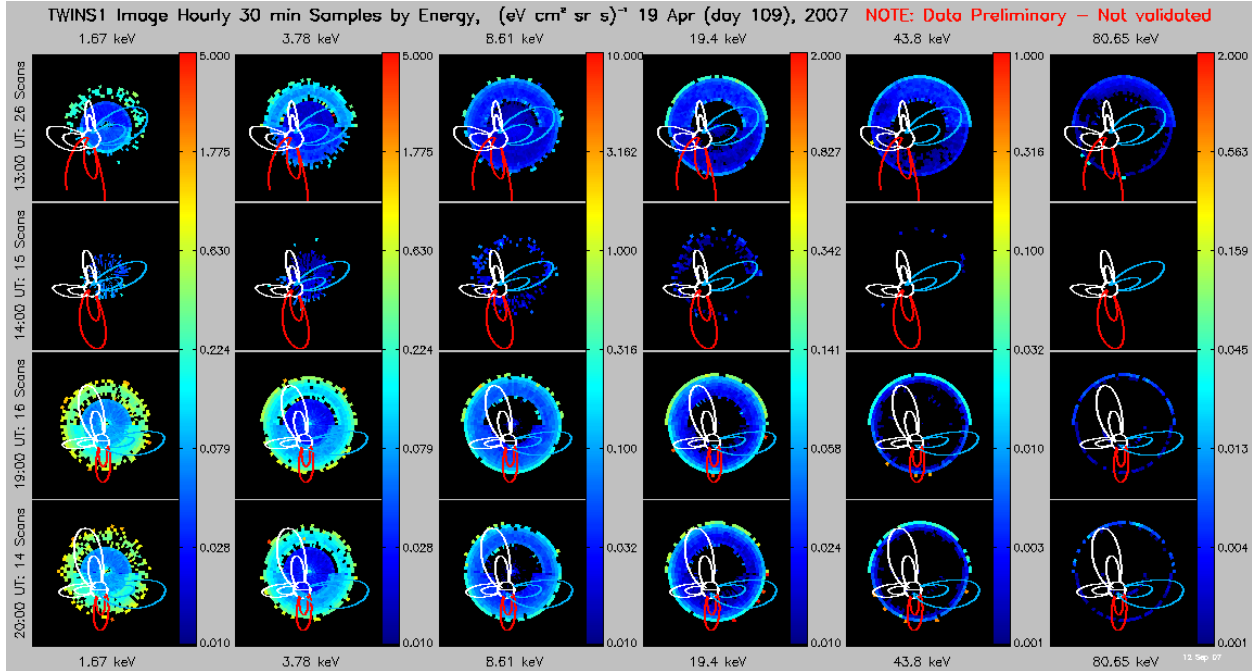 TWINS1 Image Hourly 30 min Samples by Energy, (eV cm² sr s)⁻¹ 19 Apr (day 109), 2007 NOTE: Data Preliminary – Not validated
1.67 keV 3.78 keV 8.61 keV 19.4 keV 43.8 keV 80.65 keV
13:00 UT: 26 Scans
5.000 5.000 10.000 2.000 1.000 2.000
1.775 1.775 3.162 0.827 0.316 0.563
14:00 UT: 15 Scans
0.630 0.630 1.000 0.342 0.100 0.159
0.224 0.224 0.316 0.141 0.032 0.045
19:00 UT: 16 Scans
0.079 0.079 0.100 0.058 0.010 0.013
20:00 UT: 14 Scans
0.028 0.028 0.032 0.024 0.003 0.004
0.010 0.010 0.010 0.010 0.001 0.001
1.67 keV 3.78 keV 8.61 keV 19.4 keV 43.8 keV 80.65 keV
12 Sep 07